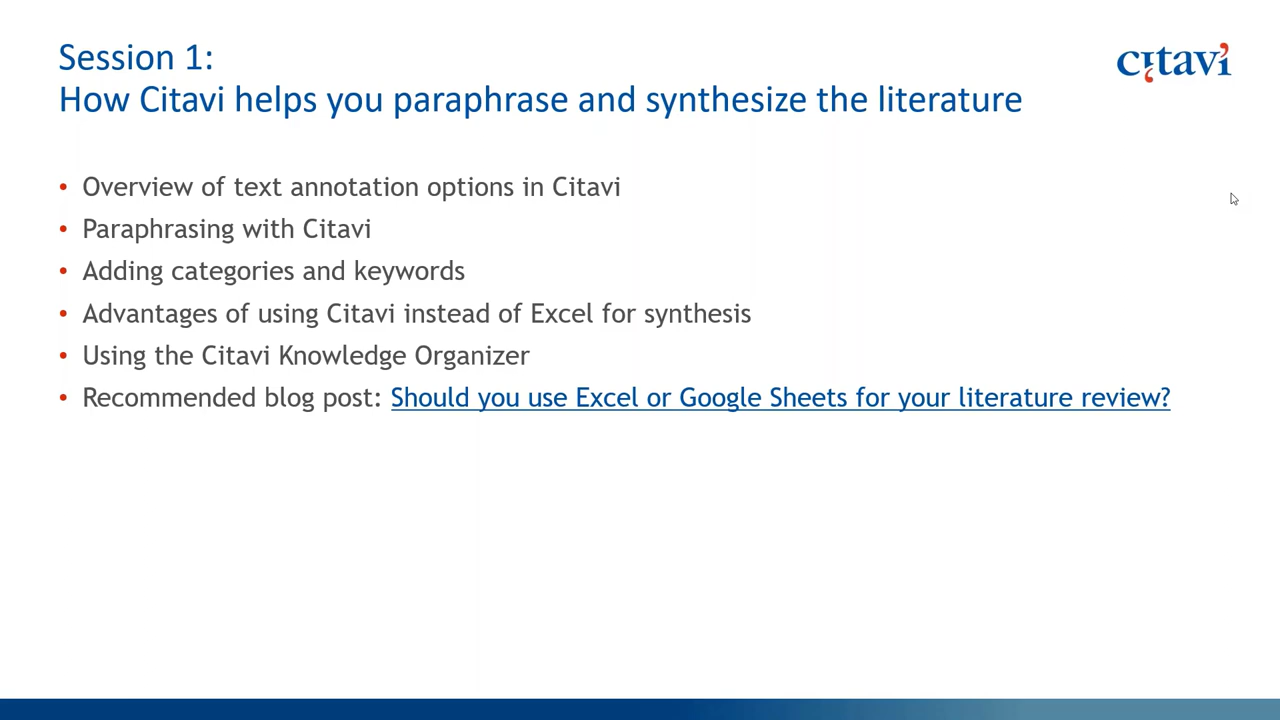 Session 1:
citavi
How Citavi helps you paraphrase and synthesize the literature
• Overview of text annotation options in Citavi
• Paraphrasing with Citavi
• Adding categories and keywords
• Advantages of using Citavi instead of Excel for synthesis
• Using the Citavi Knowledge Organizer
• Recommended blog post: Should you use Excel or Google Sheets for your literature review?